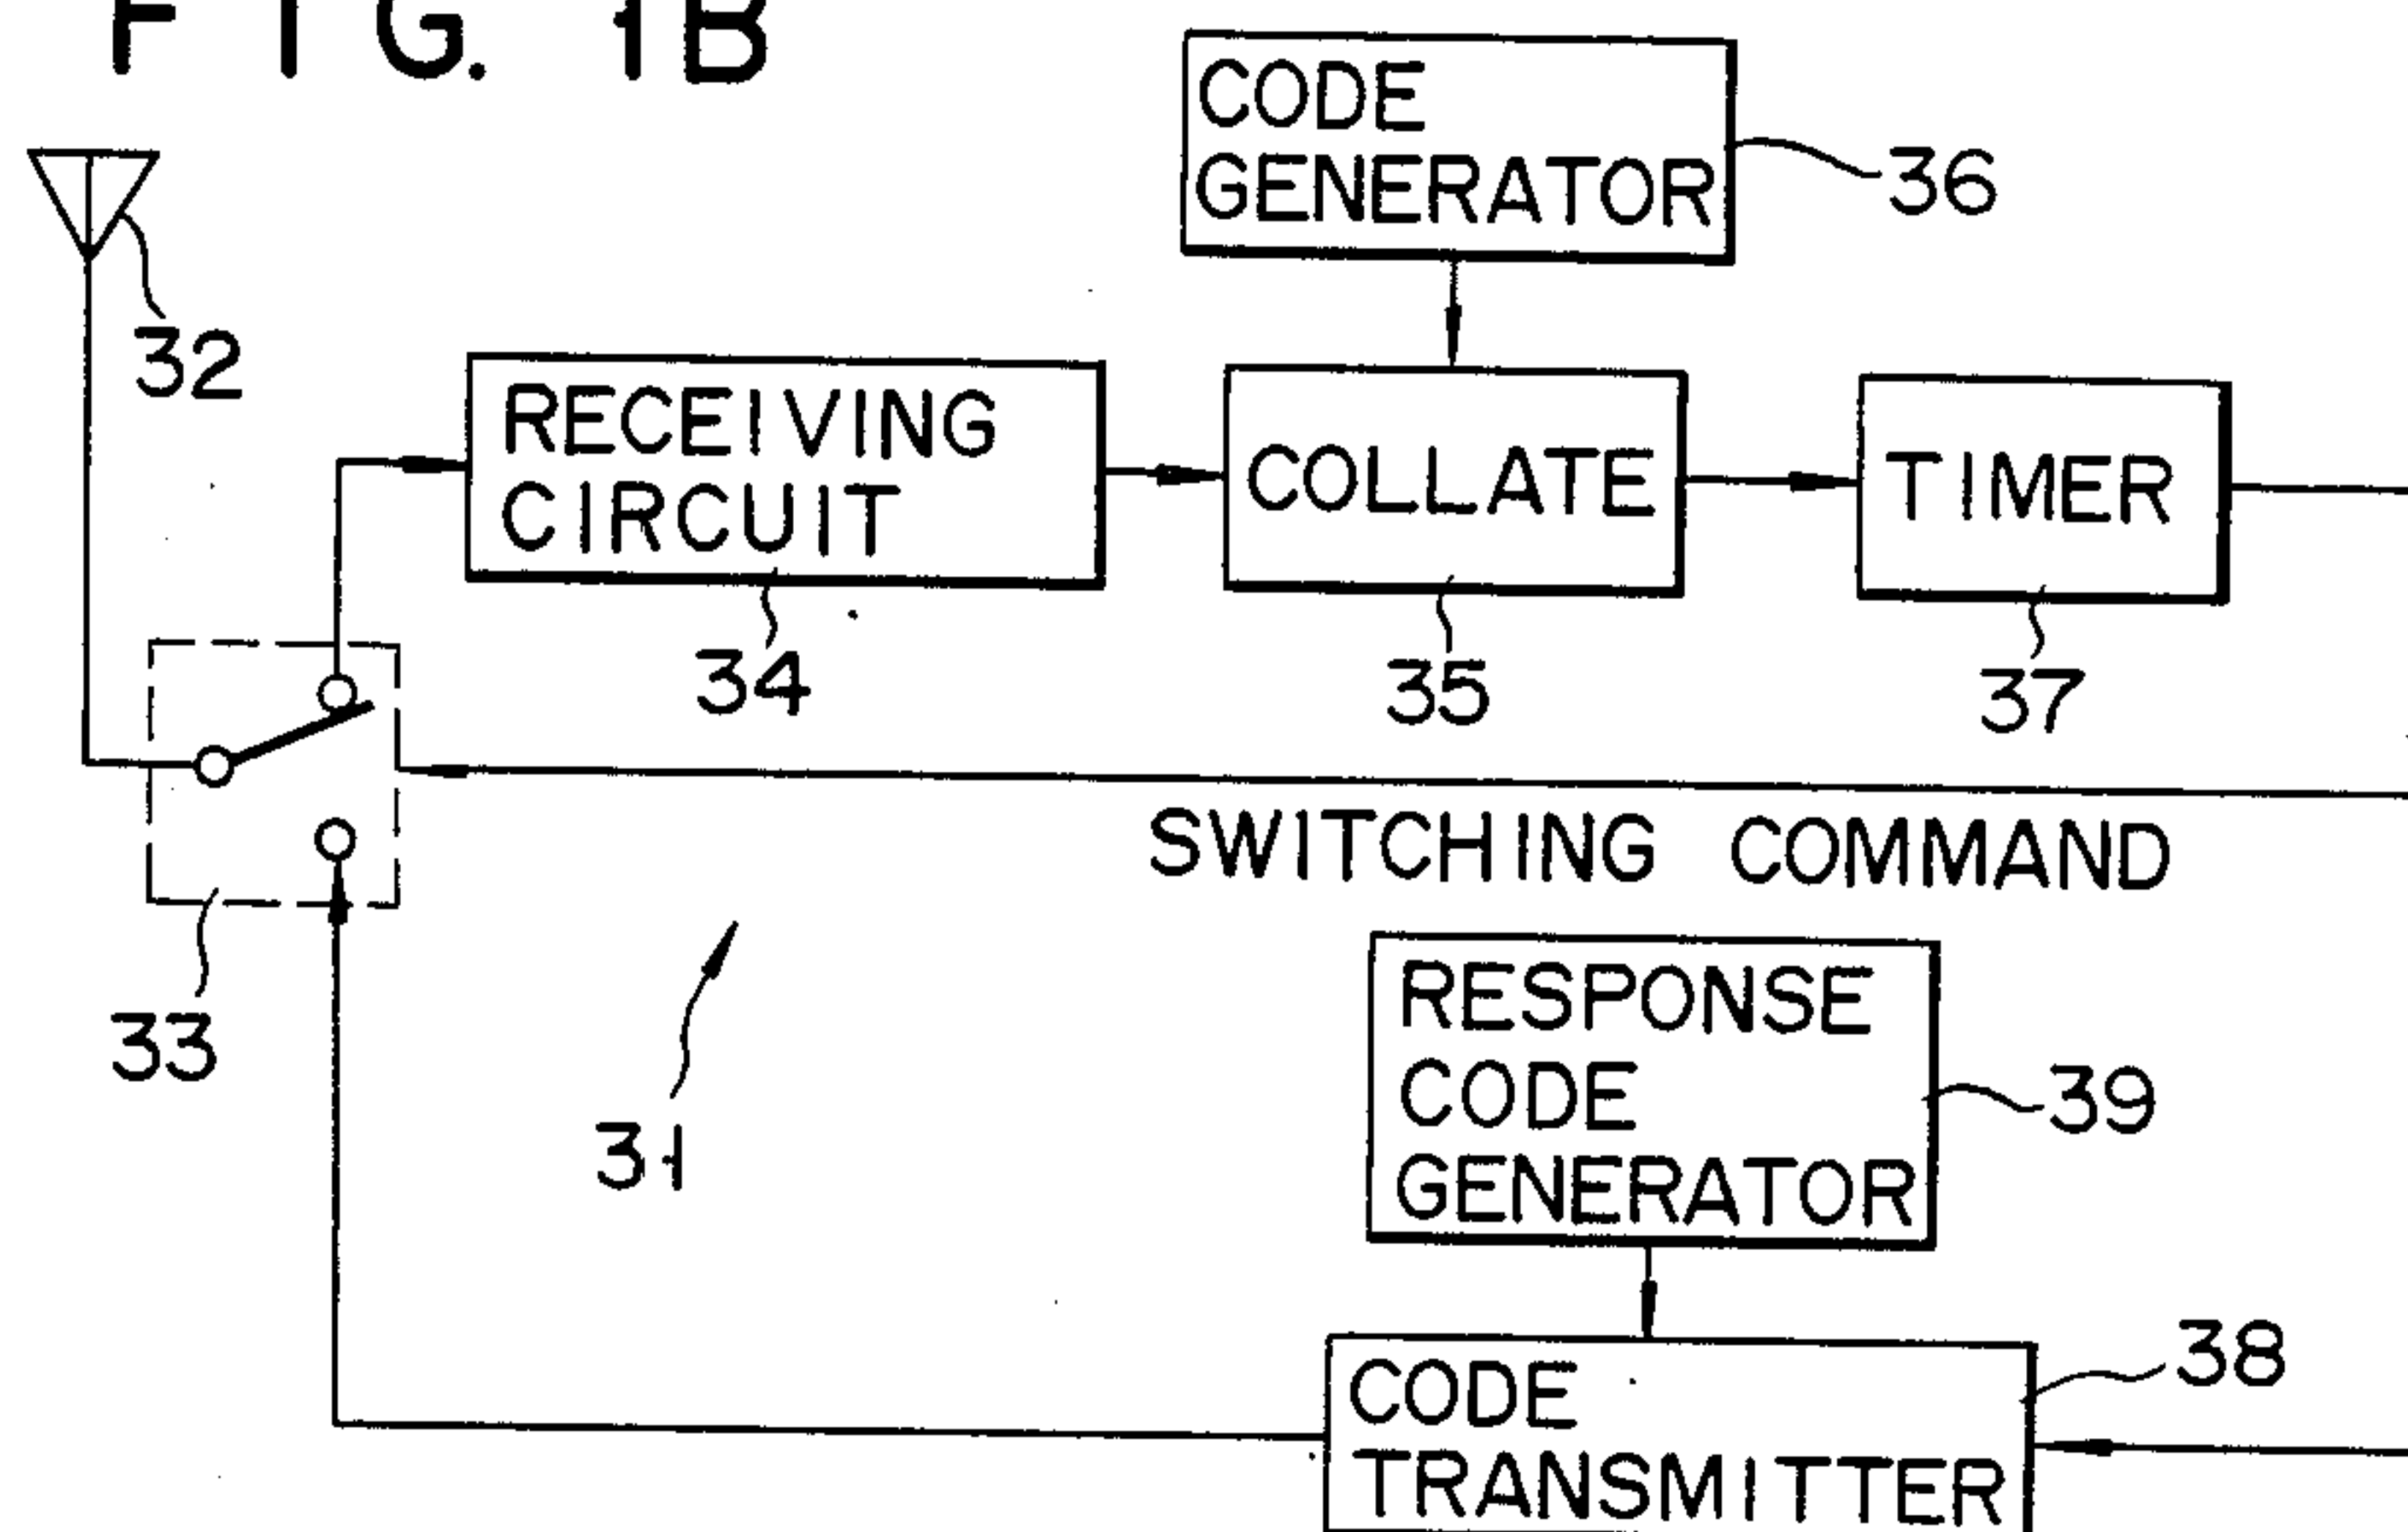 FIG. 1B
CODE
GENERATOR
36
32
RECEIVING
CIRCUIT
COLLATE
TIMER
34
35
37
SWITCHING COMMAND
33
31
RESPONSE
CODE
GENERATOR
39
CODE
TRANSMITTER
38